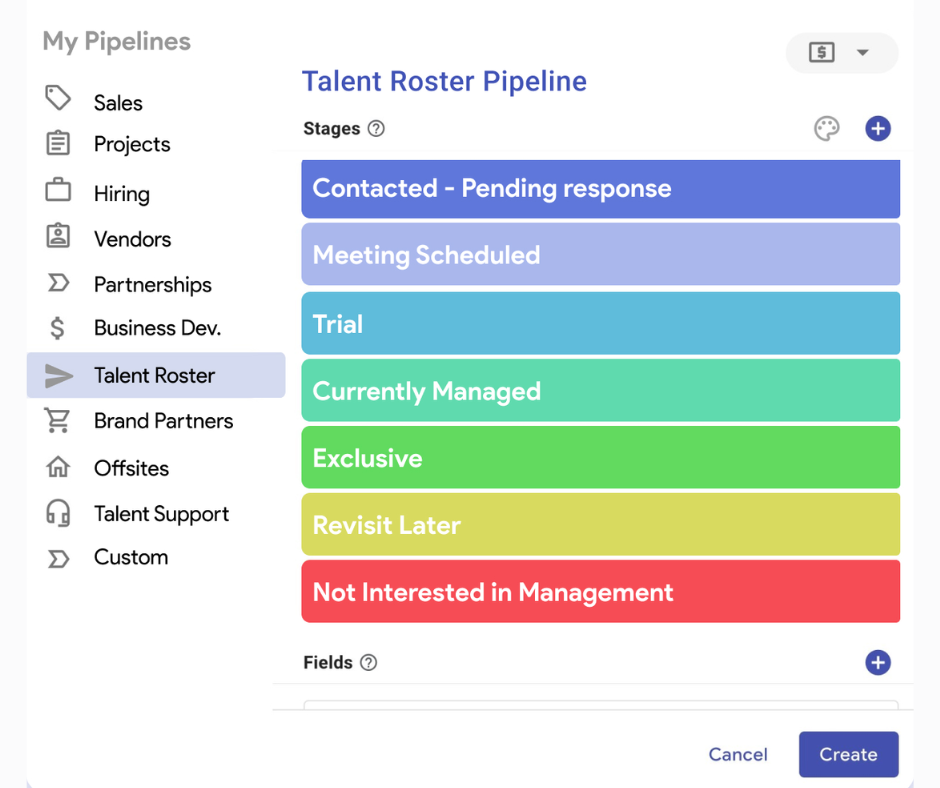 My Pipelines
Sales
Projects
Hiring
Vendors
Partnerships
Business Dev.
Talent Roster
Brand Partners
Offsites
Talent Support
Custom
$
Talent Roster Pipeline
Stages ?
Contacted - Pending response
Meeting Scheduled
Trial
Currently Managed
Exclusive
Revisit Later
Not Interested in Management
Fields ?
Cancel
Create